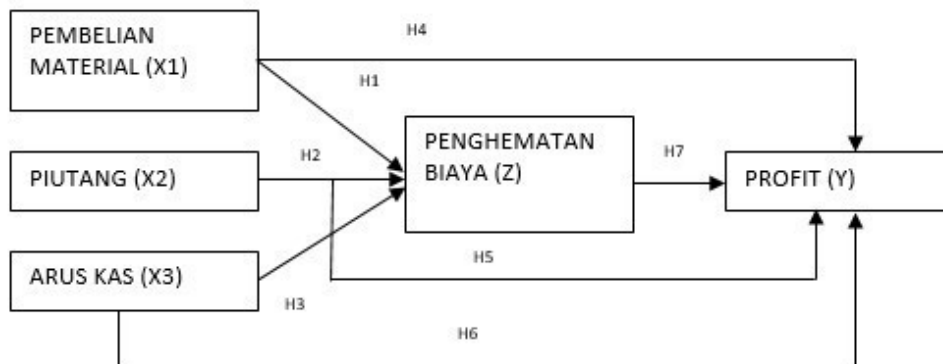 H4
PEMBELIAN
MATERIAL (X1)
H1
PENGHEMATAN
BIAYA (Z)
H2
H7
PIUTANG (X2)
PROFIT (Y)
H5
ARUS KAS (X3)
H3
H6